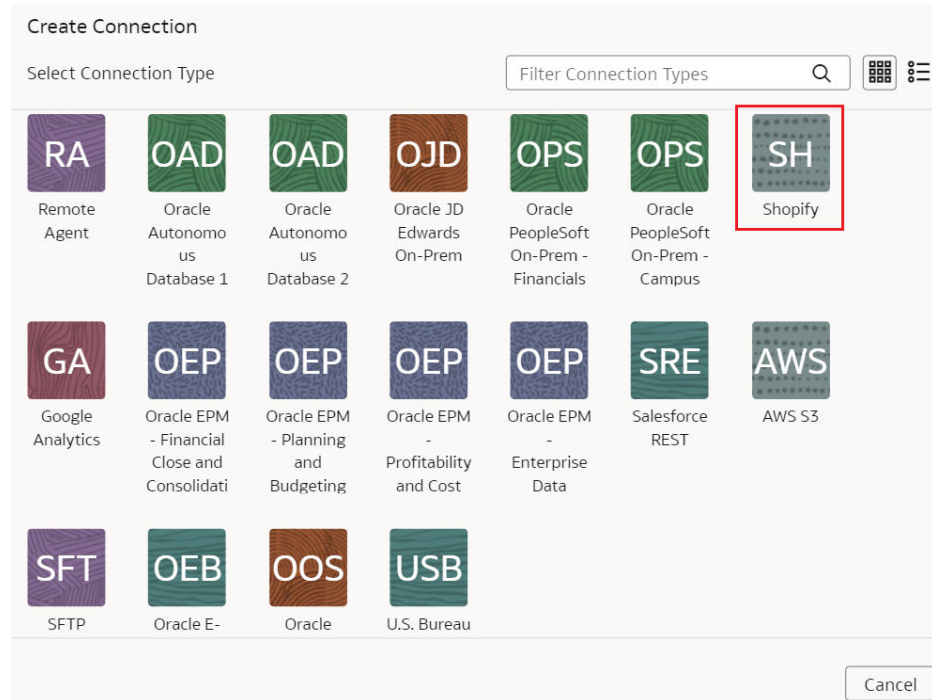 Create Connection
Select Connection Type
Filter Connection Types
RA
OAD
OAD
OJD
OPS
OPS
SH
Remote
Agent
Oracle
Autonomo
us
Database 1
Oracle
Autonomo
us
Database 2
Oracle JD
Edwards
On-Prem
Oracle
PeopleSoft
On-Prem -
Financials
Oracle
PeopleSoft
On-Prem -
Campus
Shopify
GA
OEP
OEP
OEP
OEP
SRE
AWS
Google
Analytics
Oracle EPM
- Financial
Close and
Consolidati
Oracle EPM
- Planning
and
Budgeting
Oracle EPM
-
Profitability
and Cost
Oracle EPM
-
Enterprise
Data
Salesforce
REST
AWS S3
SFT
OEB
OOS
USB
SFTP
Oracle E-
Oracle
U.S. Bureau
Cancel